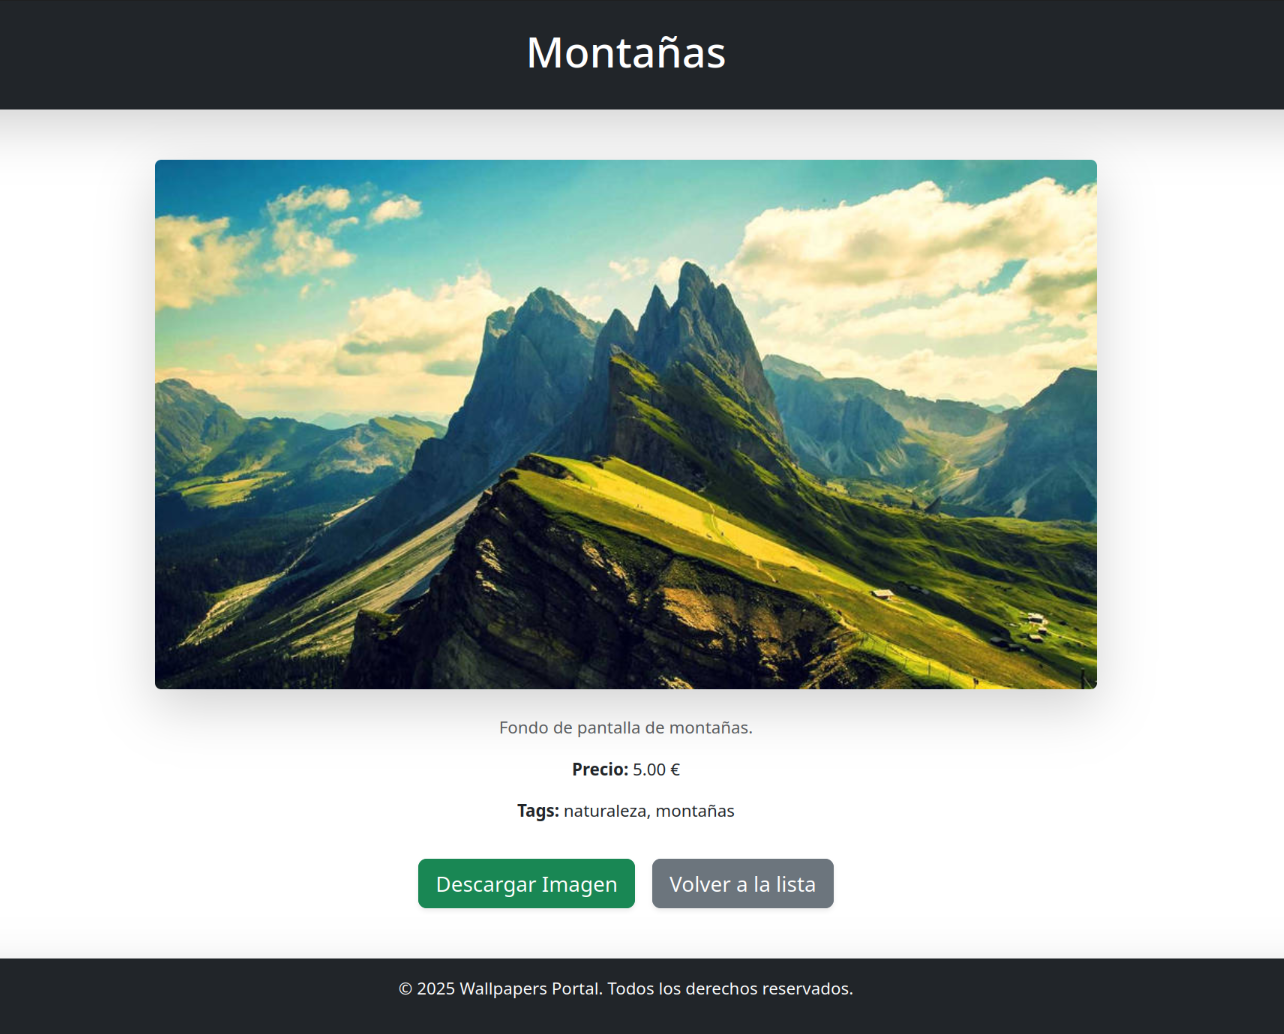 Montañas
Fondo de pantalla de montañas.
Precio: 5.00 €
Tags: naturaleza, montañas
Descargar Imagen
Volver a la lista
© 2025 Wallpapers Portal. Todos los derechos reservados.